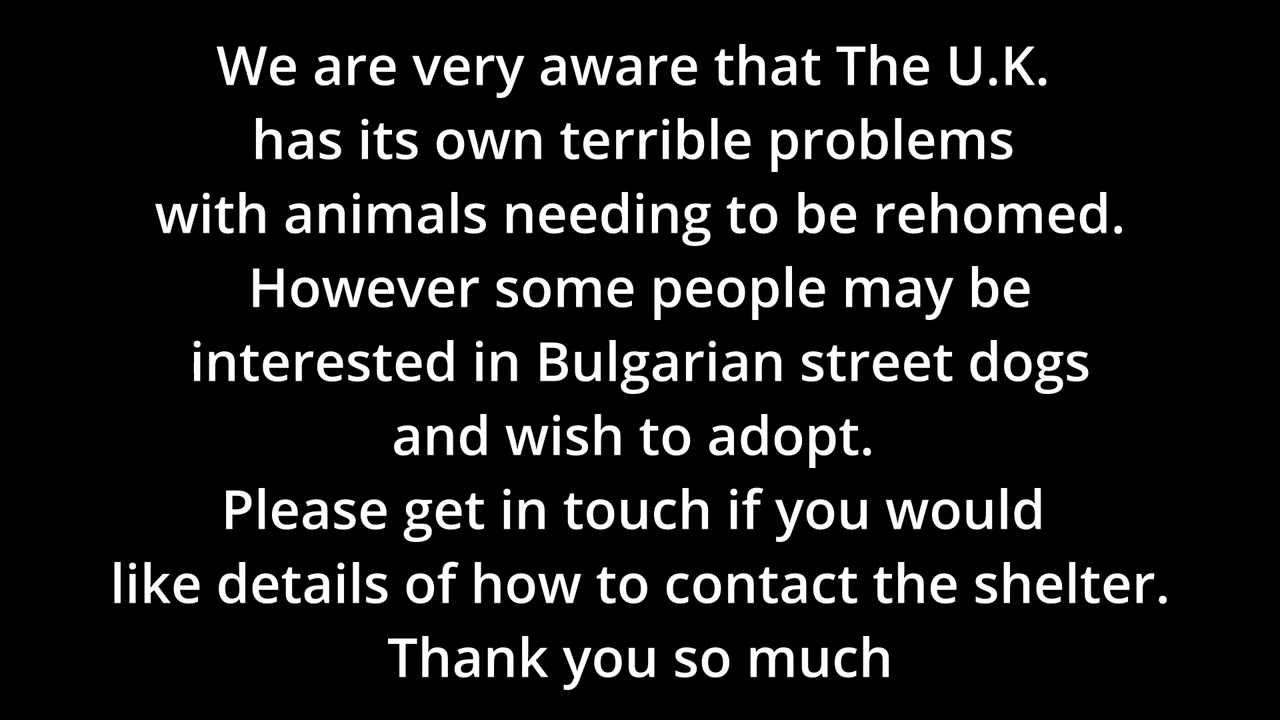 We are very aware that The U.K.
has its own terrible problems
with animals needing to be rehomed.
However some people may be
interested in Bulgarian street dogs
and wish to adopt.
Please get in touch if you would
like details of how to contact the shelter.
Thank you so much